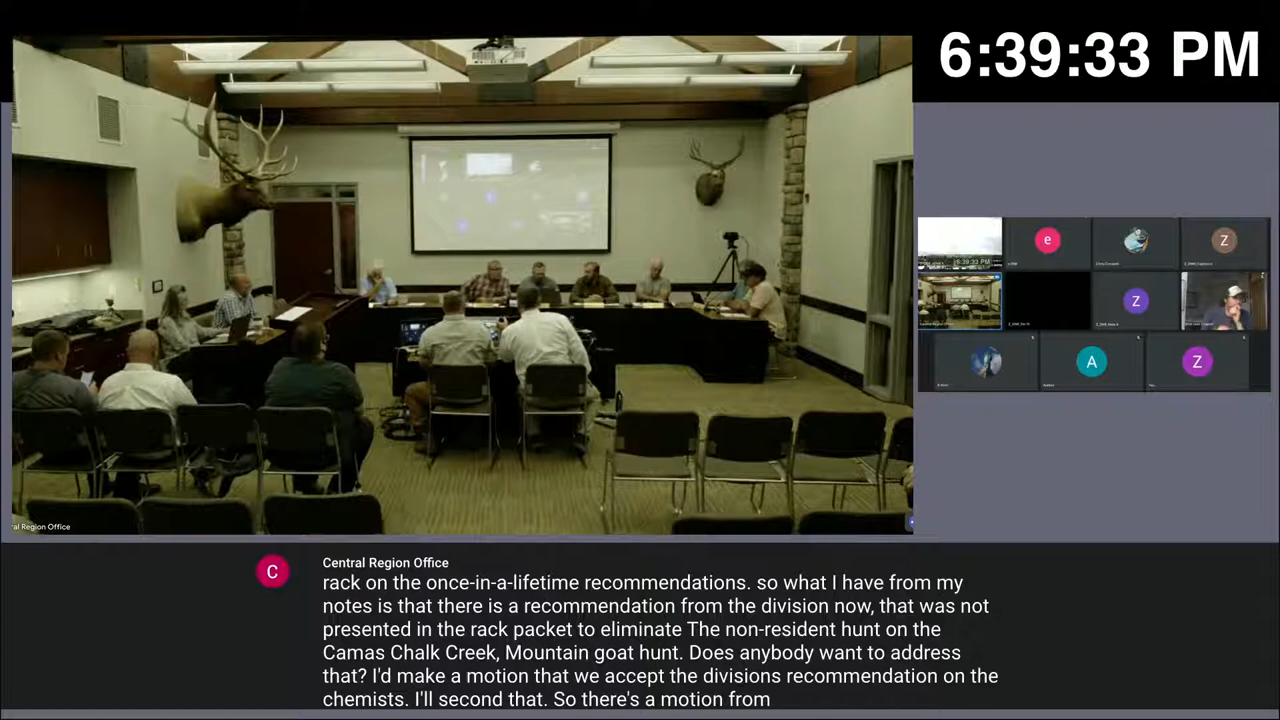 6:39:33 PM
e
Z
Z
A
Z
al Region Office
C
Central Region Office
rack on the once-in-a-lifetime recommendations. so what I have from my
notes is that there is a recommendation from the division now, that was not
presented in the rack packet to eliminate The non-resident hunt on the
Camas Chalk Creek, Mountain goat hunt. Does anybody want to address
that? I'd make a motion that we accept the divisions recommendation on the
chemists. I'll second that. So there's a motion from